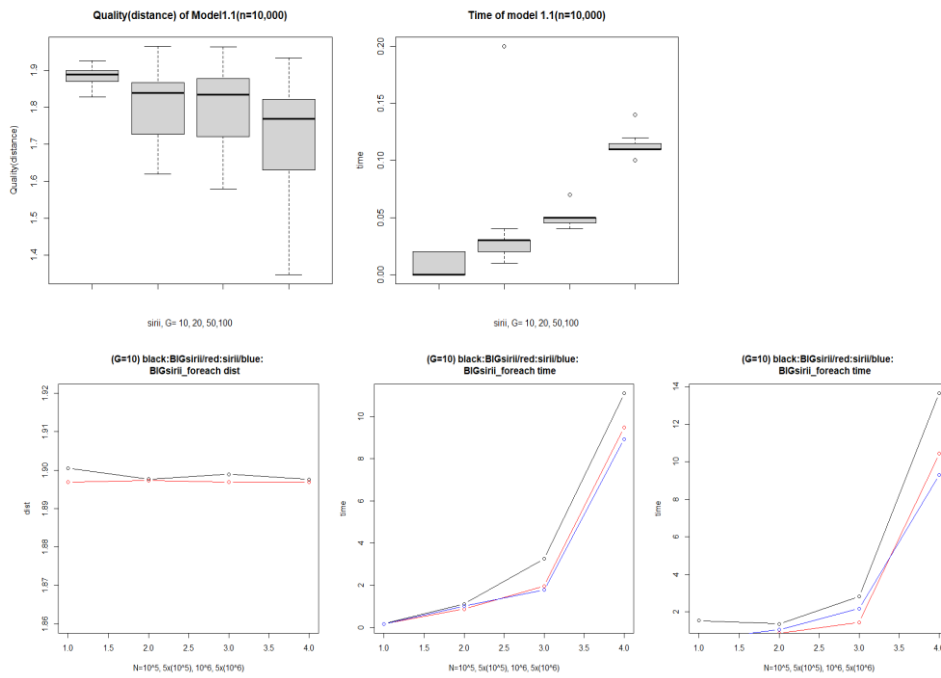 Quality(distance) of Model1.1(n=10,000)
Quality(distance)
1.9
1.8
1.7
1.6
1.5
1.4
sirii, G= 10, 20, 50,100
Time of model 1.1(n=10,000)
time
0.20
0.15
0.10
0.05
0.00
sirii, G= 10, 20, 50,100
(G=10) black:BIGsirii/red:sirii/blue:
BIGsirii_foreach dist
dist
1.92
1.91
1.90
1.89
1.88
1.87
1.86
1.0 1.5 2.0 2.5 3.0 3.5 4.0
N=10^5, 5x(10^5), 10^6, 5x(10^6)
(G=10) black:BIGsirii/red:sirii/blue:
BIGsirii_foreach time
time
10
8
6
4
2
0
1.0 1.5 2.0 2.5 3.0 3.5 4.0
N=10^5, 5x(10^5), 10^6, 5x(10^6)
(G=10) black:BIGsirii/red:sirii/blue:
BIGsirii_foreach time
time
14
12
10
8
6
4
2
1.0 1.5 2.0 2.5 3.0 3.5 4.0
N=10^5, 5x(10^5), 10^6, 5x(10^6)